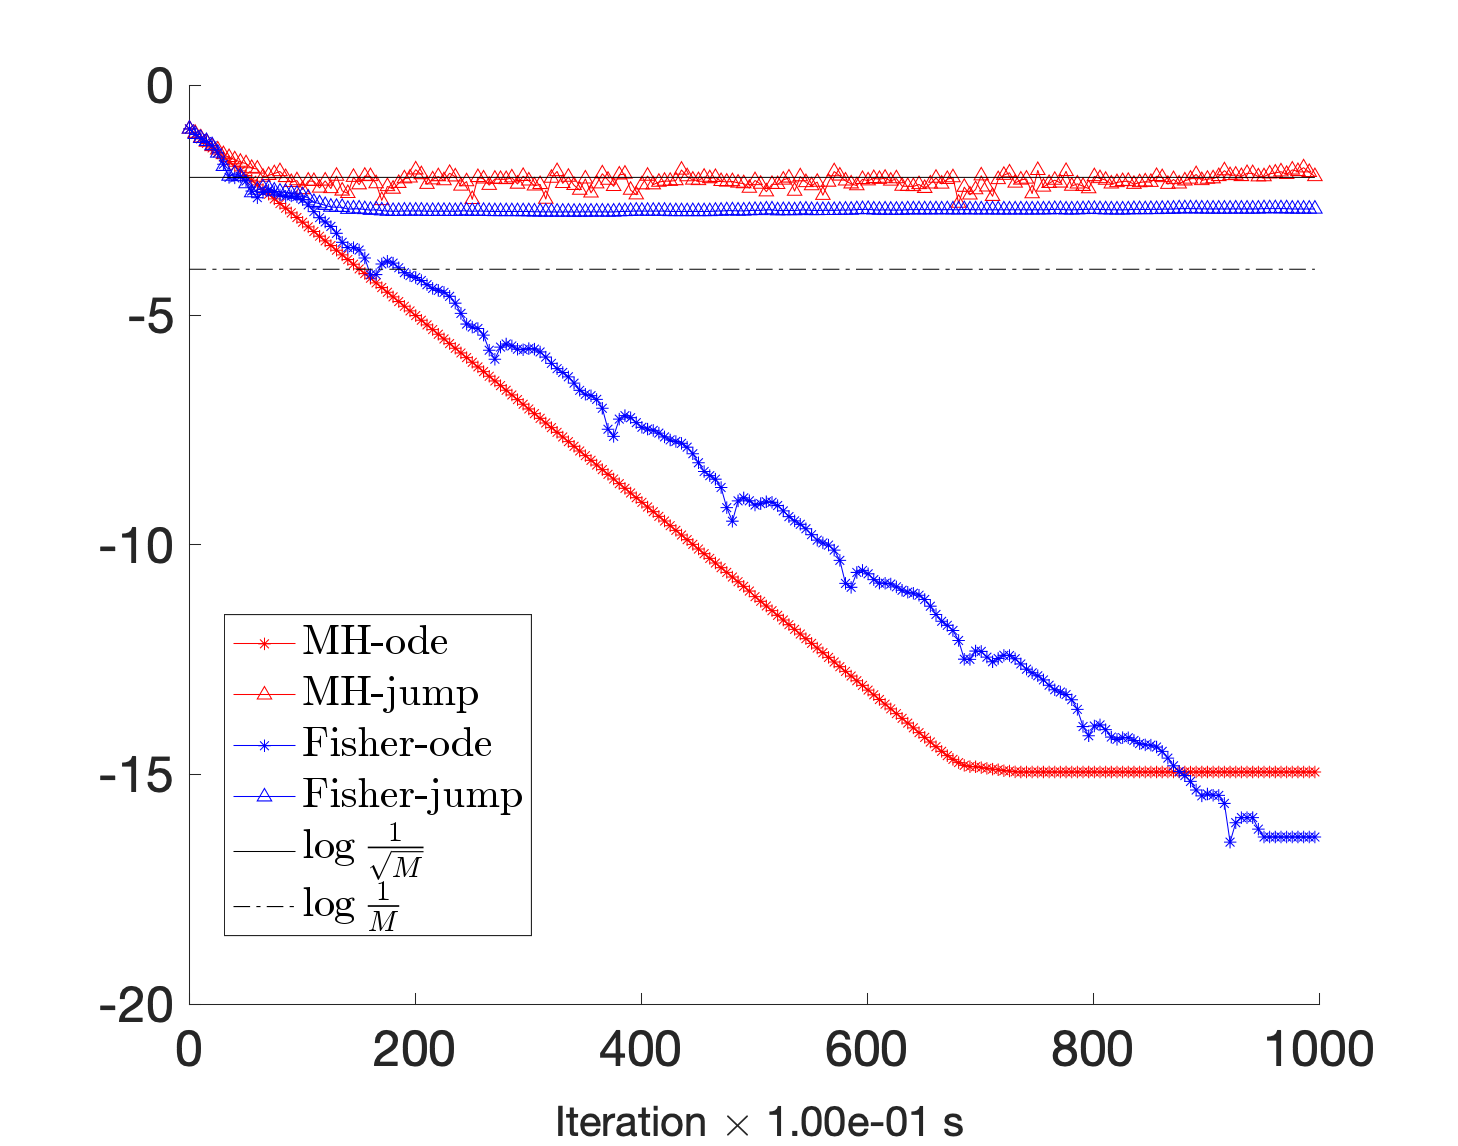 0
-5
-10
-15
-20
MH-ode
MH-jump
Fisher-ode
Fisher-jump
log 1/√M
log 1/M
0 200 400 600 800 1000
Iteration × 1.00e-01 s